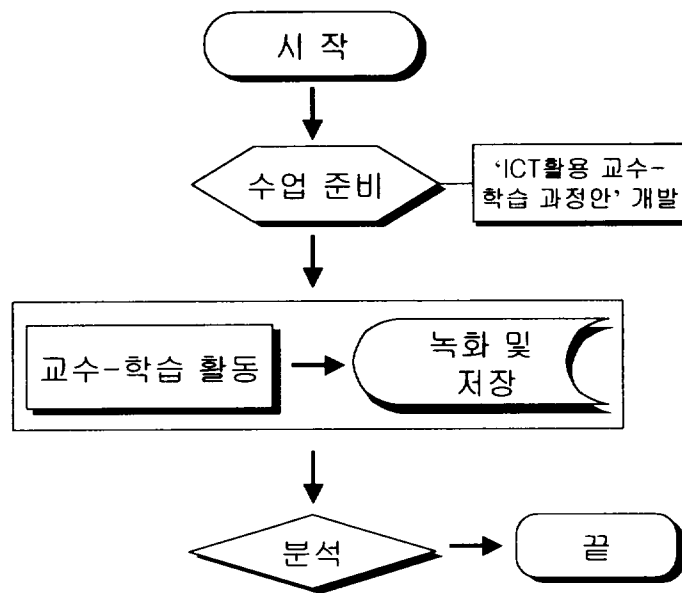 시 작
수업 준비
‘ICT활용 교수-
학습 과정안’ 개발
교수-학습 활동
녹화 및
저장
분석
끝